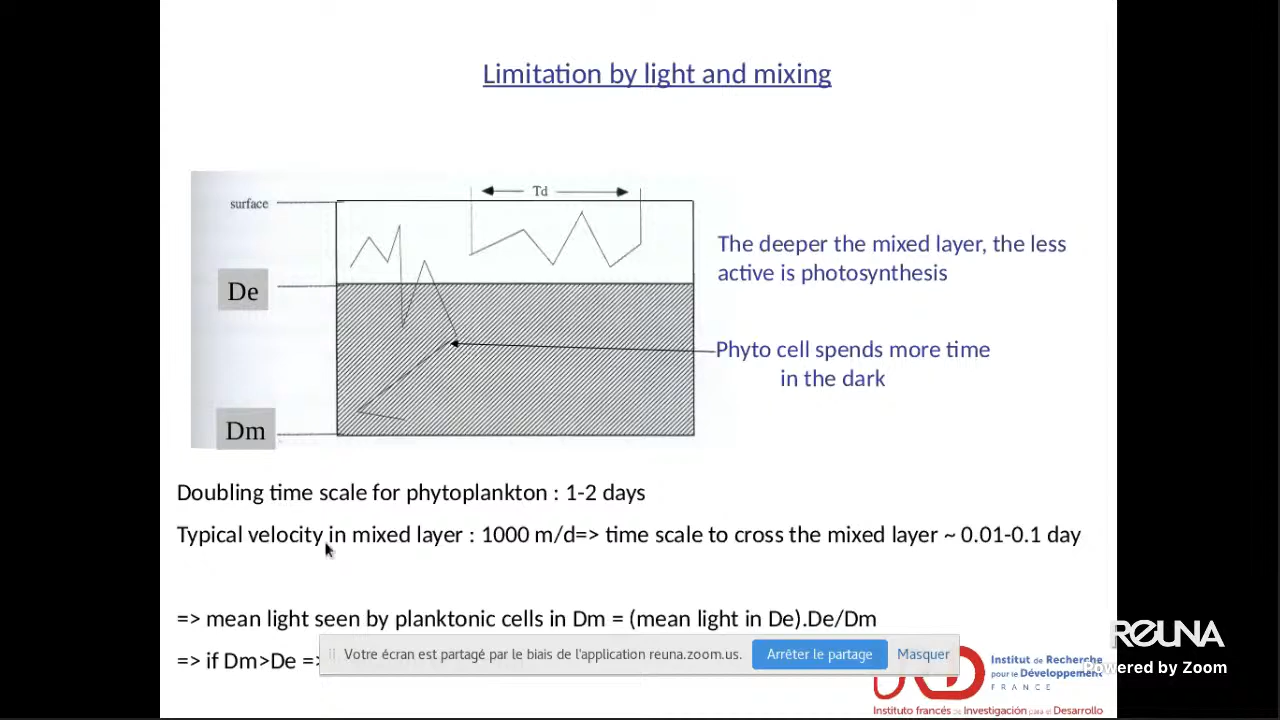 Limitation by light and mixing
Td
surface
De
Dm
The deeper the mixed layer, the less
active is photosynthesis
Phyto cell spends more time
in the dark
Doubling time scale for phytoplankton : 1-2 days
Typical velocity in mixed layer : 1000 m/d=> time scale to cross the mixed layer ~ 0.01-0.1 day
=> mean light seen by planktonic cells in Dm = (mean light in De).De/Dm
=> if Dm>De =>
Votre écran est partagé par le biais de l'application reuna.zoom.us.
Arrêter le partage
Masquer
REUNA
Powered by Zoom
Institut de Recherche
pour le Développement
FRANCE
Instituto francés de Investigación para el Desarrollo